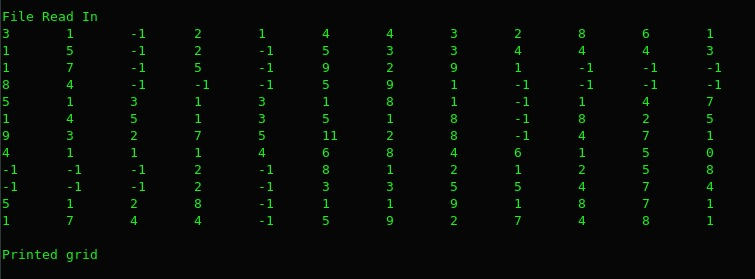 File Read In
3 1 -1 2 1 4 4 3 2 8 6 1
1 5 -1 2 -1 5 3 3 4 4 4 3
1 7 -1 5 -1 9 2 9 1 -1 -1 -1
8 4 -1 -1 -1 5 9 1 -1 -1 -1 -1
5 1 3 1 3 1 8 1 -1 1 4 7
1 4 5 1 3 5 1 8 -1 8 2 5
9 3 2 7 5 11 2 8 -1 4 7 1
4 1 1 1 4 6 8 4 6 1 5 0
-1 -1 -1 2 -1 8 1 2 1 2 5 8
-1 -1 -1 2 -1 3 3 5 5 4 7 4
5 1 2 8 -1 1 1 9 1 8 7 1
1 7 4 4 -1 5 9 2 7 4 8 1
Printed grid